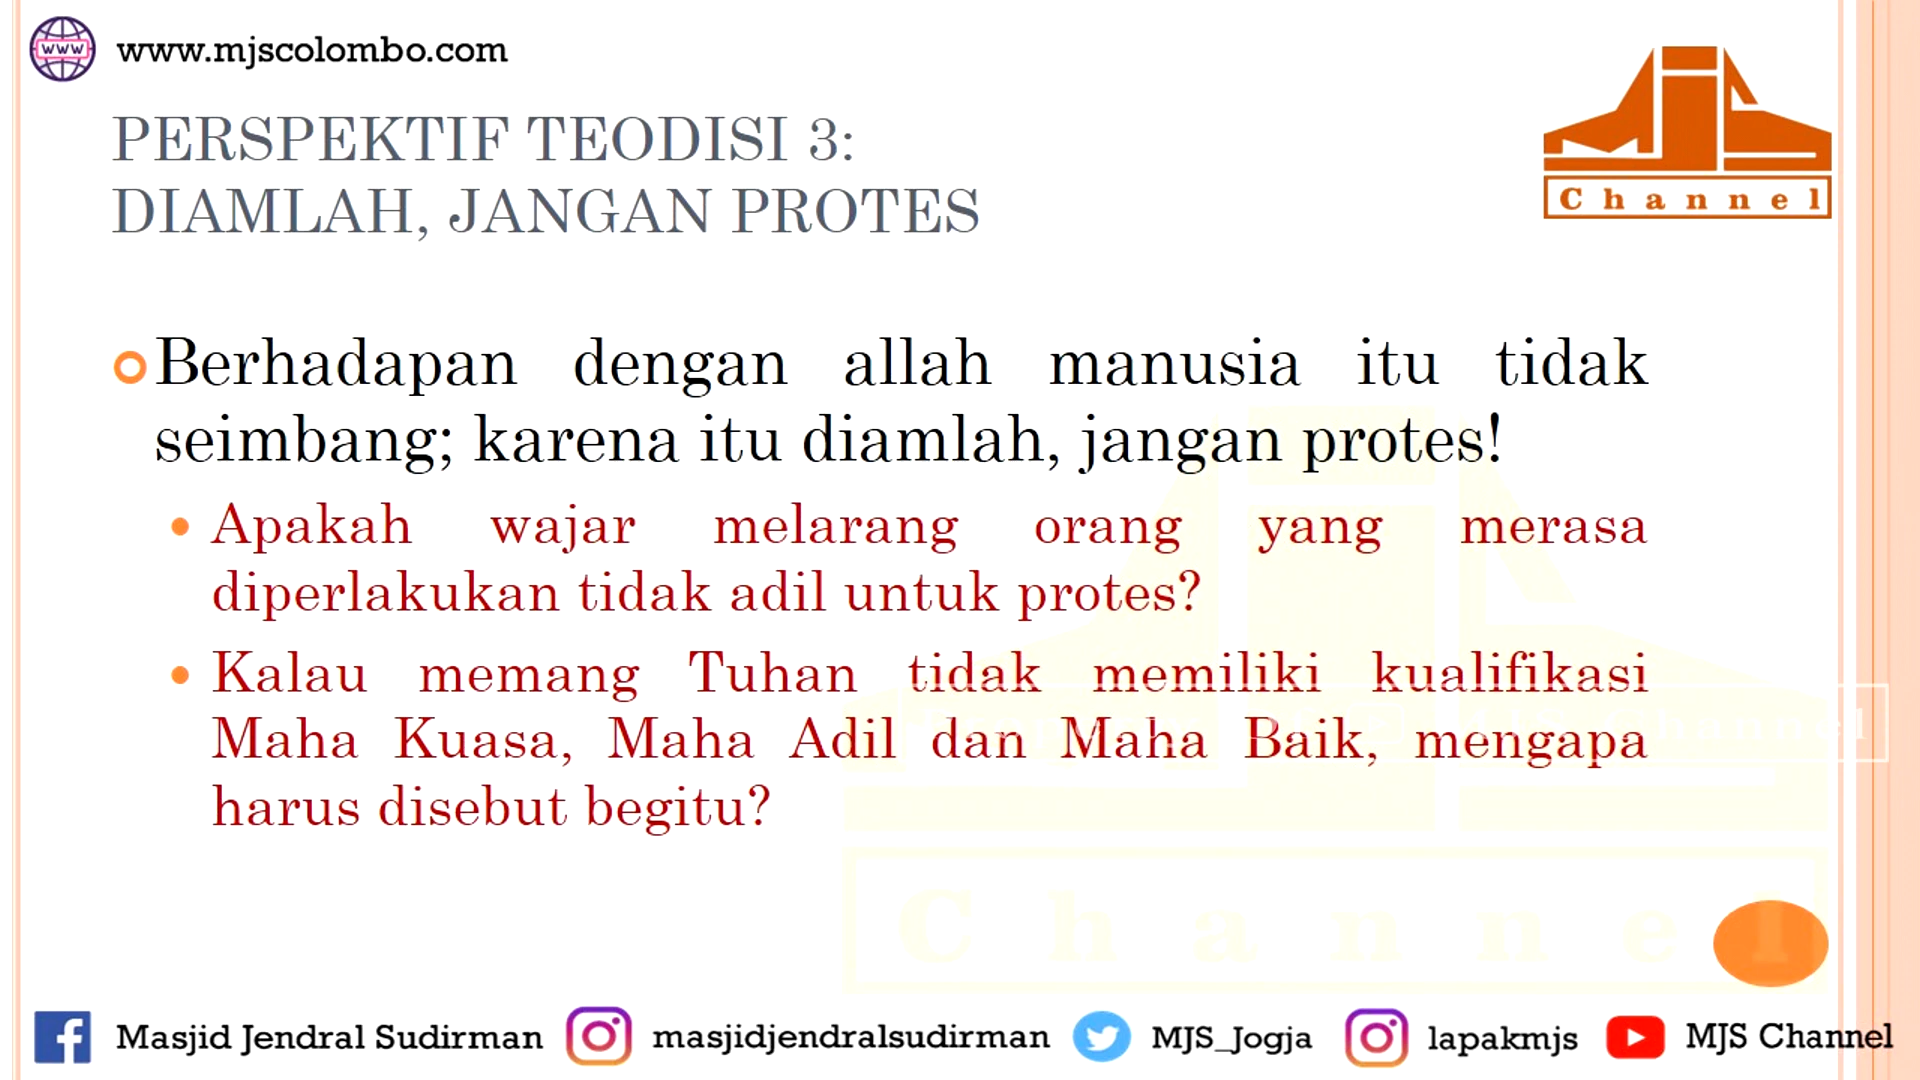 www.mjscolombo.com
www
PERSPEKTIF TEODISI 3:
DIAMLAH, JANGAN PROTES
MJS
Channel
Berhadapan dengan allah manusia itu tidak
seimbang; karena itu diamlah, jangan protes!
Apakah wajar melarang orang yang merasa
diperlakukan tidak adil untuk protes?
Kalau memang Tuhan tidak memiliki kualifikasi
Maha Kuasa, Maha Adil dan Maha Baik, mengapa
harus disebut begitu?
Channel
Masjid Jendral Sudirman masjidjendralsudirman MJS_Jogja lapakmjs MJS Channel